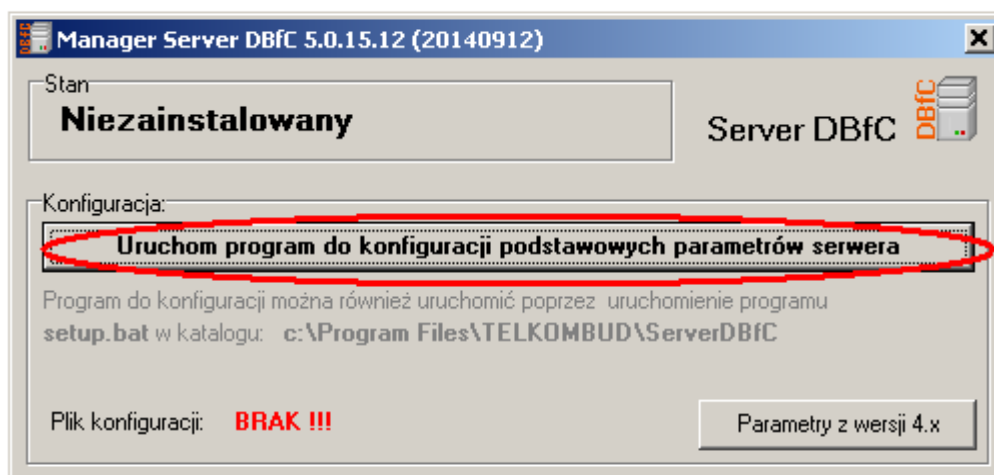 Manager Server DBfC 5.0.15.12 (20140912)
Stan
Niezainstalowany
Server DBfC
DBfC
Konfiguracja:
Uruchom program do konfiguracji podstawowych parametrów serwera
Program do konfiguracji można również uruchomić poprzez uruchomienie programu
setup.bat w katalogu: c:\Program Files\TELKOMBUD\ServerDBfC
Plik konfiguracji: BRAK !!!
Parametry z wersji 4.x